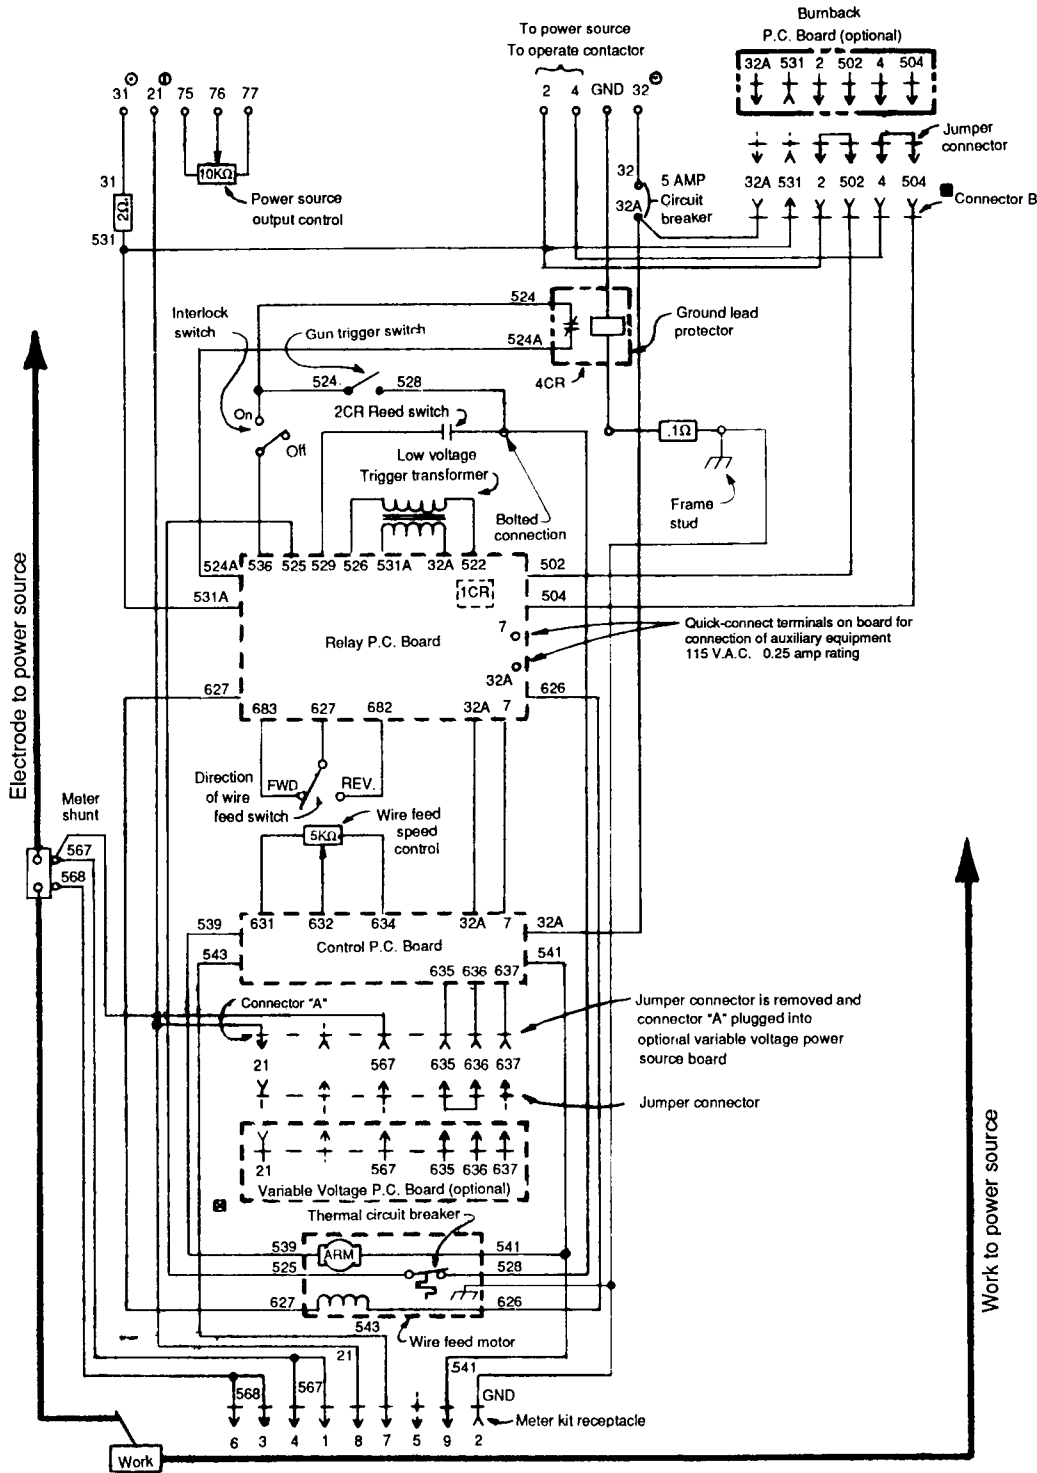 Burnback
P.C. Board (optional)
To power source
To operate contactor
32A 531 2 502 4 504
31 21 75 76 77
2 4 GND 32
Jumper
connector
10KΩ
Power source
output control
31
2Ω
531
32
32A
5 AMP
Circuit
breaker
32A 531 2 502 4 504
Connector B
524
524A
Ground lead
protector
4CR
Interlock
switch
Gun trigger switch
524 528
On
Off
2CR Reed switch
Low voltage
Trigger transformer
.1Ω
Frame
stud
Bolted
connection
524A 536 525 529 526 531A 32A 522
502
1CR
531A
504
7
Relay P.C. Board
Quick-connect terminals on board for
connection of auxiliary equipment
115 V.A.C. 0.25 amp rating
32A
627
626
683 627 682 32A 7
Direction
of wire
feed switch
FWD
REV.
Electrode to power source
Meter
shunt
5KΩ
Wire feed
speed
control
567
568
539
631 632 634 32A 7
32A
Control P.C. Board
543
541
635 636 637
Connector "A"
Jumper connector is removed and
connector "A" plugged into
optional variable voltage power
source board
21 567 635 636 637
Jumper connector
21 567 635 636 637
Variable Voltage P.C. Board (optional)
Thermal circuit breaker
539 ARM 541
525 528
627 626
543
Wire feed motor
21
541
568
567
GND
Meter kit receptacle
6 3 4 1 8 7 5 9 2
Work
Work to power source